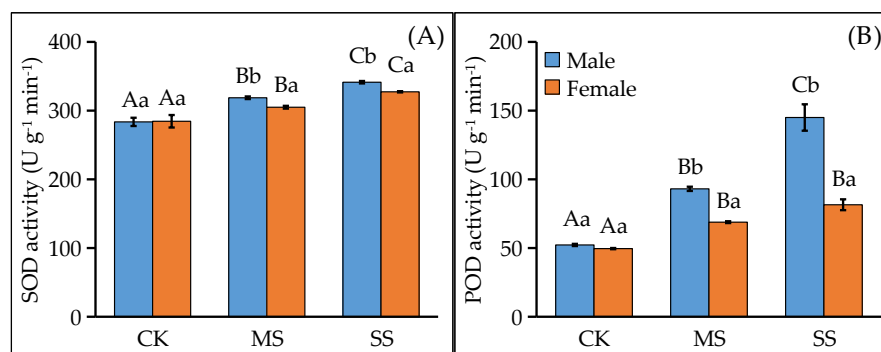 (A)
SOD activity (U g⁻¹ min⁻¹)
400
300
200
100
0
Aa Aa
Bb Ba
Cb Ca
CK MS SS
(B)
POD activity (U g⁻¹ min⁻¹)
200
150
100
50
0
Male
Female
Aa Aa
Bb Ba
Cb Ba
CK MS SS